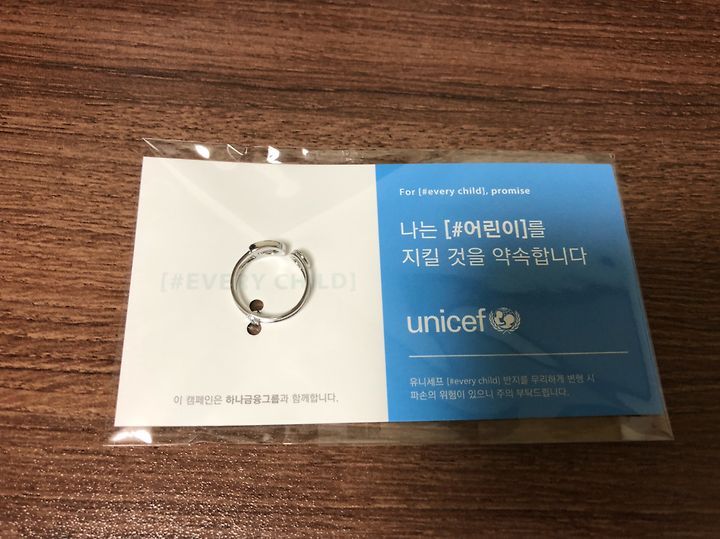 [#EVERY CHILD]
이 캠페인은 하나금융그룹과 함께합니다.
For [#every child], promise
나는 [#어린이]를
지킬 것을 약속합니다
unicef
유니세프 [#every child] 반지를 무리하게 변형 시
파손의 위험이 있으니 주의 부탁드립니다.